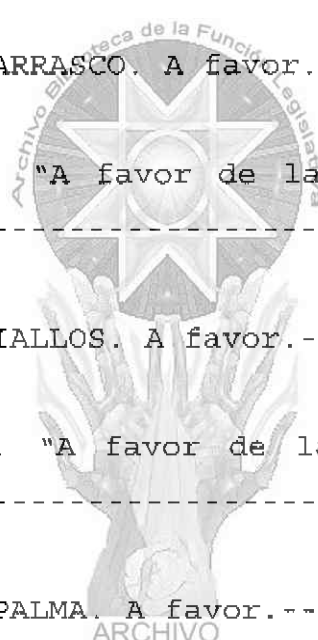 ARRASCO. A favor.
Archivo Biblioteca de la Función Legislativa
"A favor de la
--------------------
IALLOS. A favor.-
"A favor de la
--------------------
PALMA. A favor.--
ARCHIVO